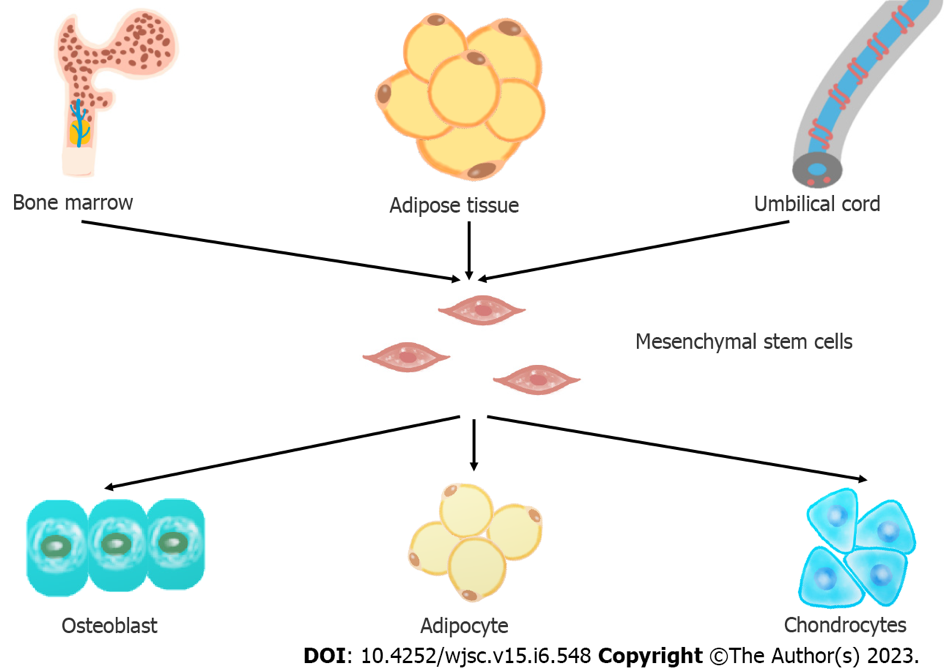 Bone marrow
Adipose tissue
Umbilical cord
Mesenchymal stem cells
Osteoblast
Adipocyte
Chondrocytes
DOI: 10.4252/wjsc.v15.i6.548 Copyright ©The Author(s) 2023.